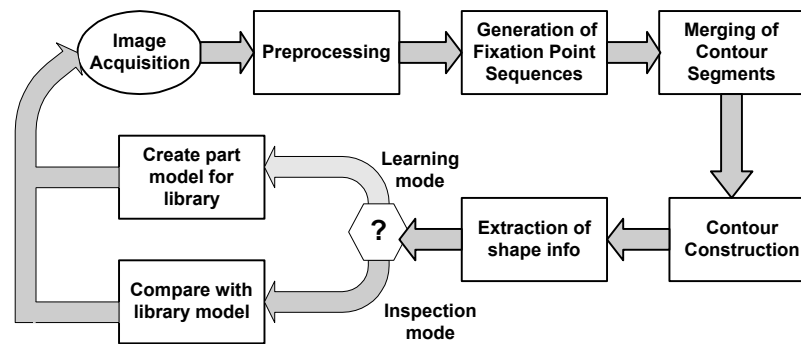 Image
Acquisition
Preprocessing
Generation of
Fixation Point
Sequences
Merging of
Contour
Segments
Create part
model for
library
Learning
mode
?
Extraction of
shape info
Contour
Construction
Compare with
library model
Inspection
mode